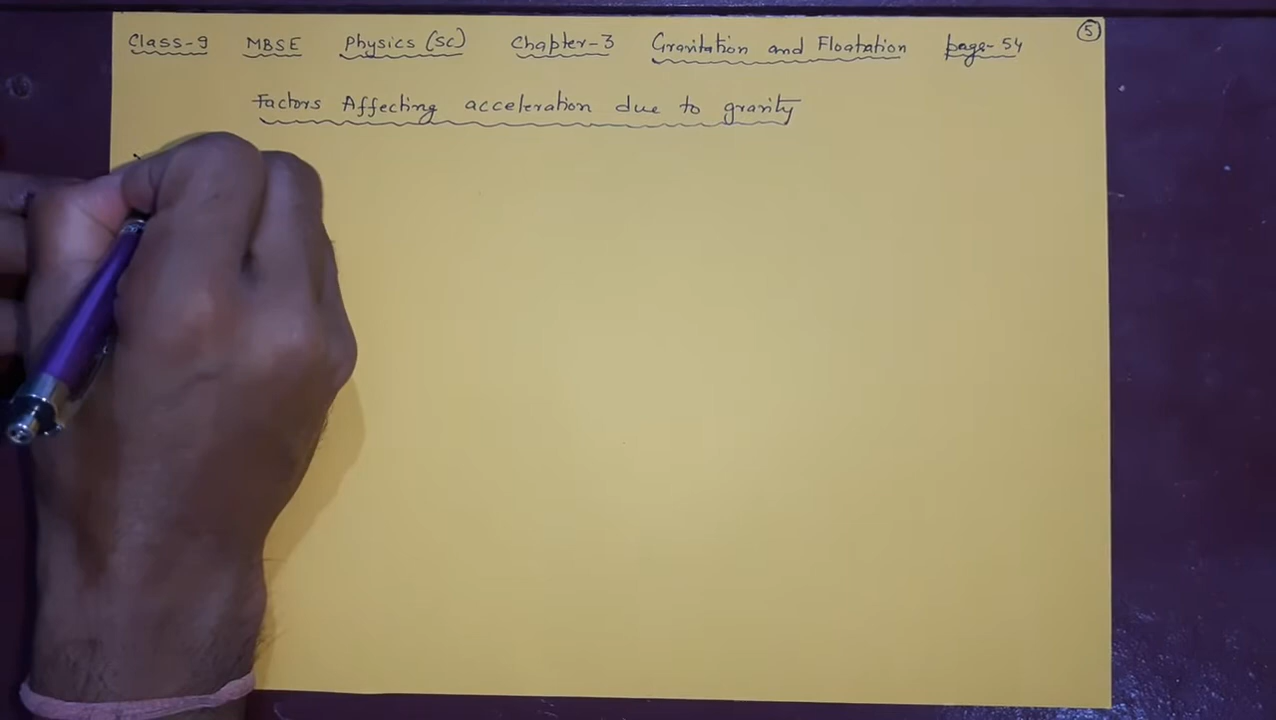 Class-9 MBSE Physics (SC) Chapter-3 Gravitation and Floatation page-54 5
Factors Affecting acceleration due to gravity